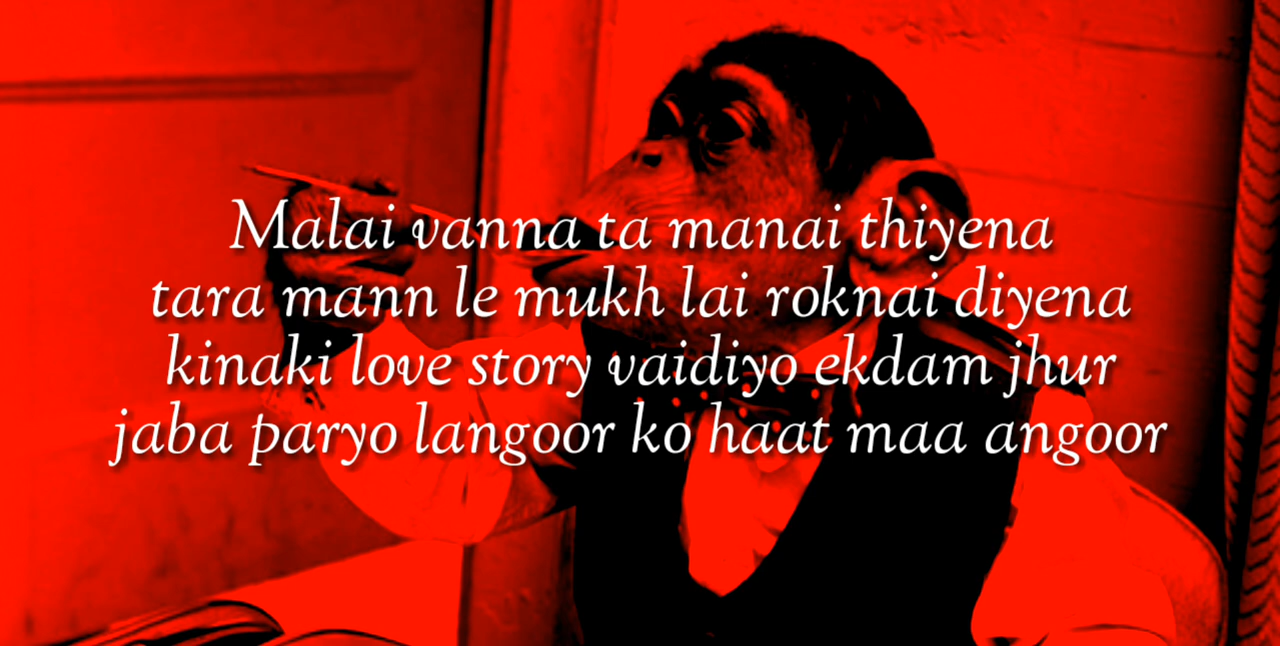 Malai vanna ta manai thiyena
tara mann le mukh lai roknai diyena
kinaki love story vaidiyo ekdam jhur
jaba paryo langoor ko haat maa angoor